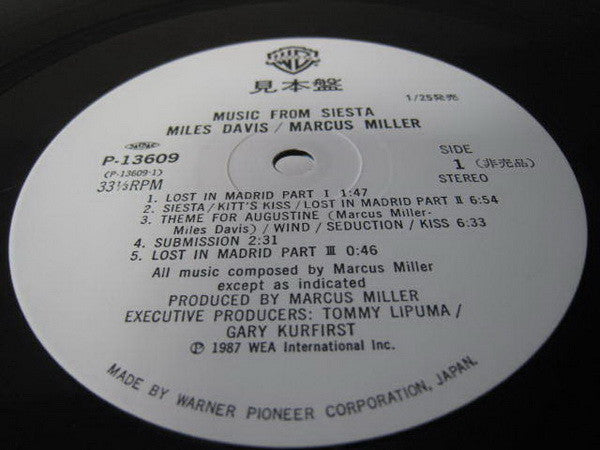 見本盤
1/25発売
MUSIC FROM SIESTA
MILES DAVIS / MARCUS MILLER
P-13609
(P-13609-1)
33⅓RPM
SIDE
1 (非売品)
STEREO
1. LOST IN MADRID PART Ⅰ 1:47
2. SIESTA / KITT'S KISS / LOST IN MADRID PART Ⅱ 6:54
3. THEME FOR AUGUSTINE (Marcus Miller-
Miles Davis) / WIND / SEDUCTION / KISS 6:33
4. SUBMISSION 2:31
5. LOST IN MADRID PART Ⅲ 0:46
All music composed by Marcus Miller
except as indicated
PRODUCED BY MARCUS MILLER
EXECUTIVE PRODUCERS: TOMMY LIPUMA /
GARY KURFIRST
℗ 1987 WEA International Inc.
MADE BY WARNER PIONEER CORPORATION, JAPAN.